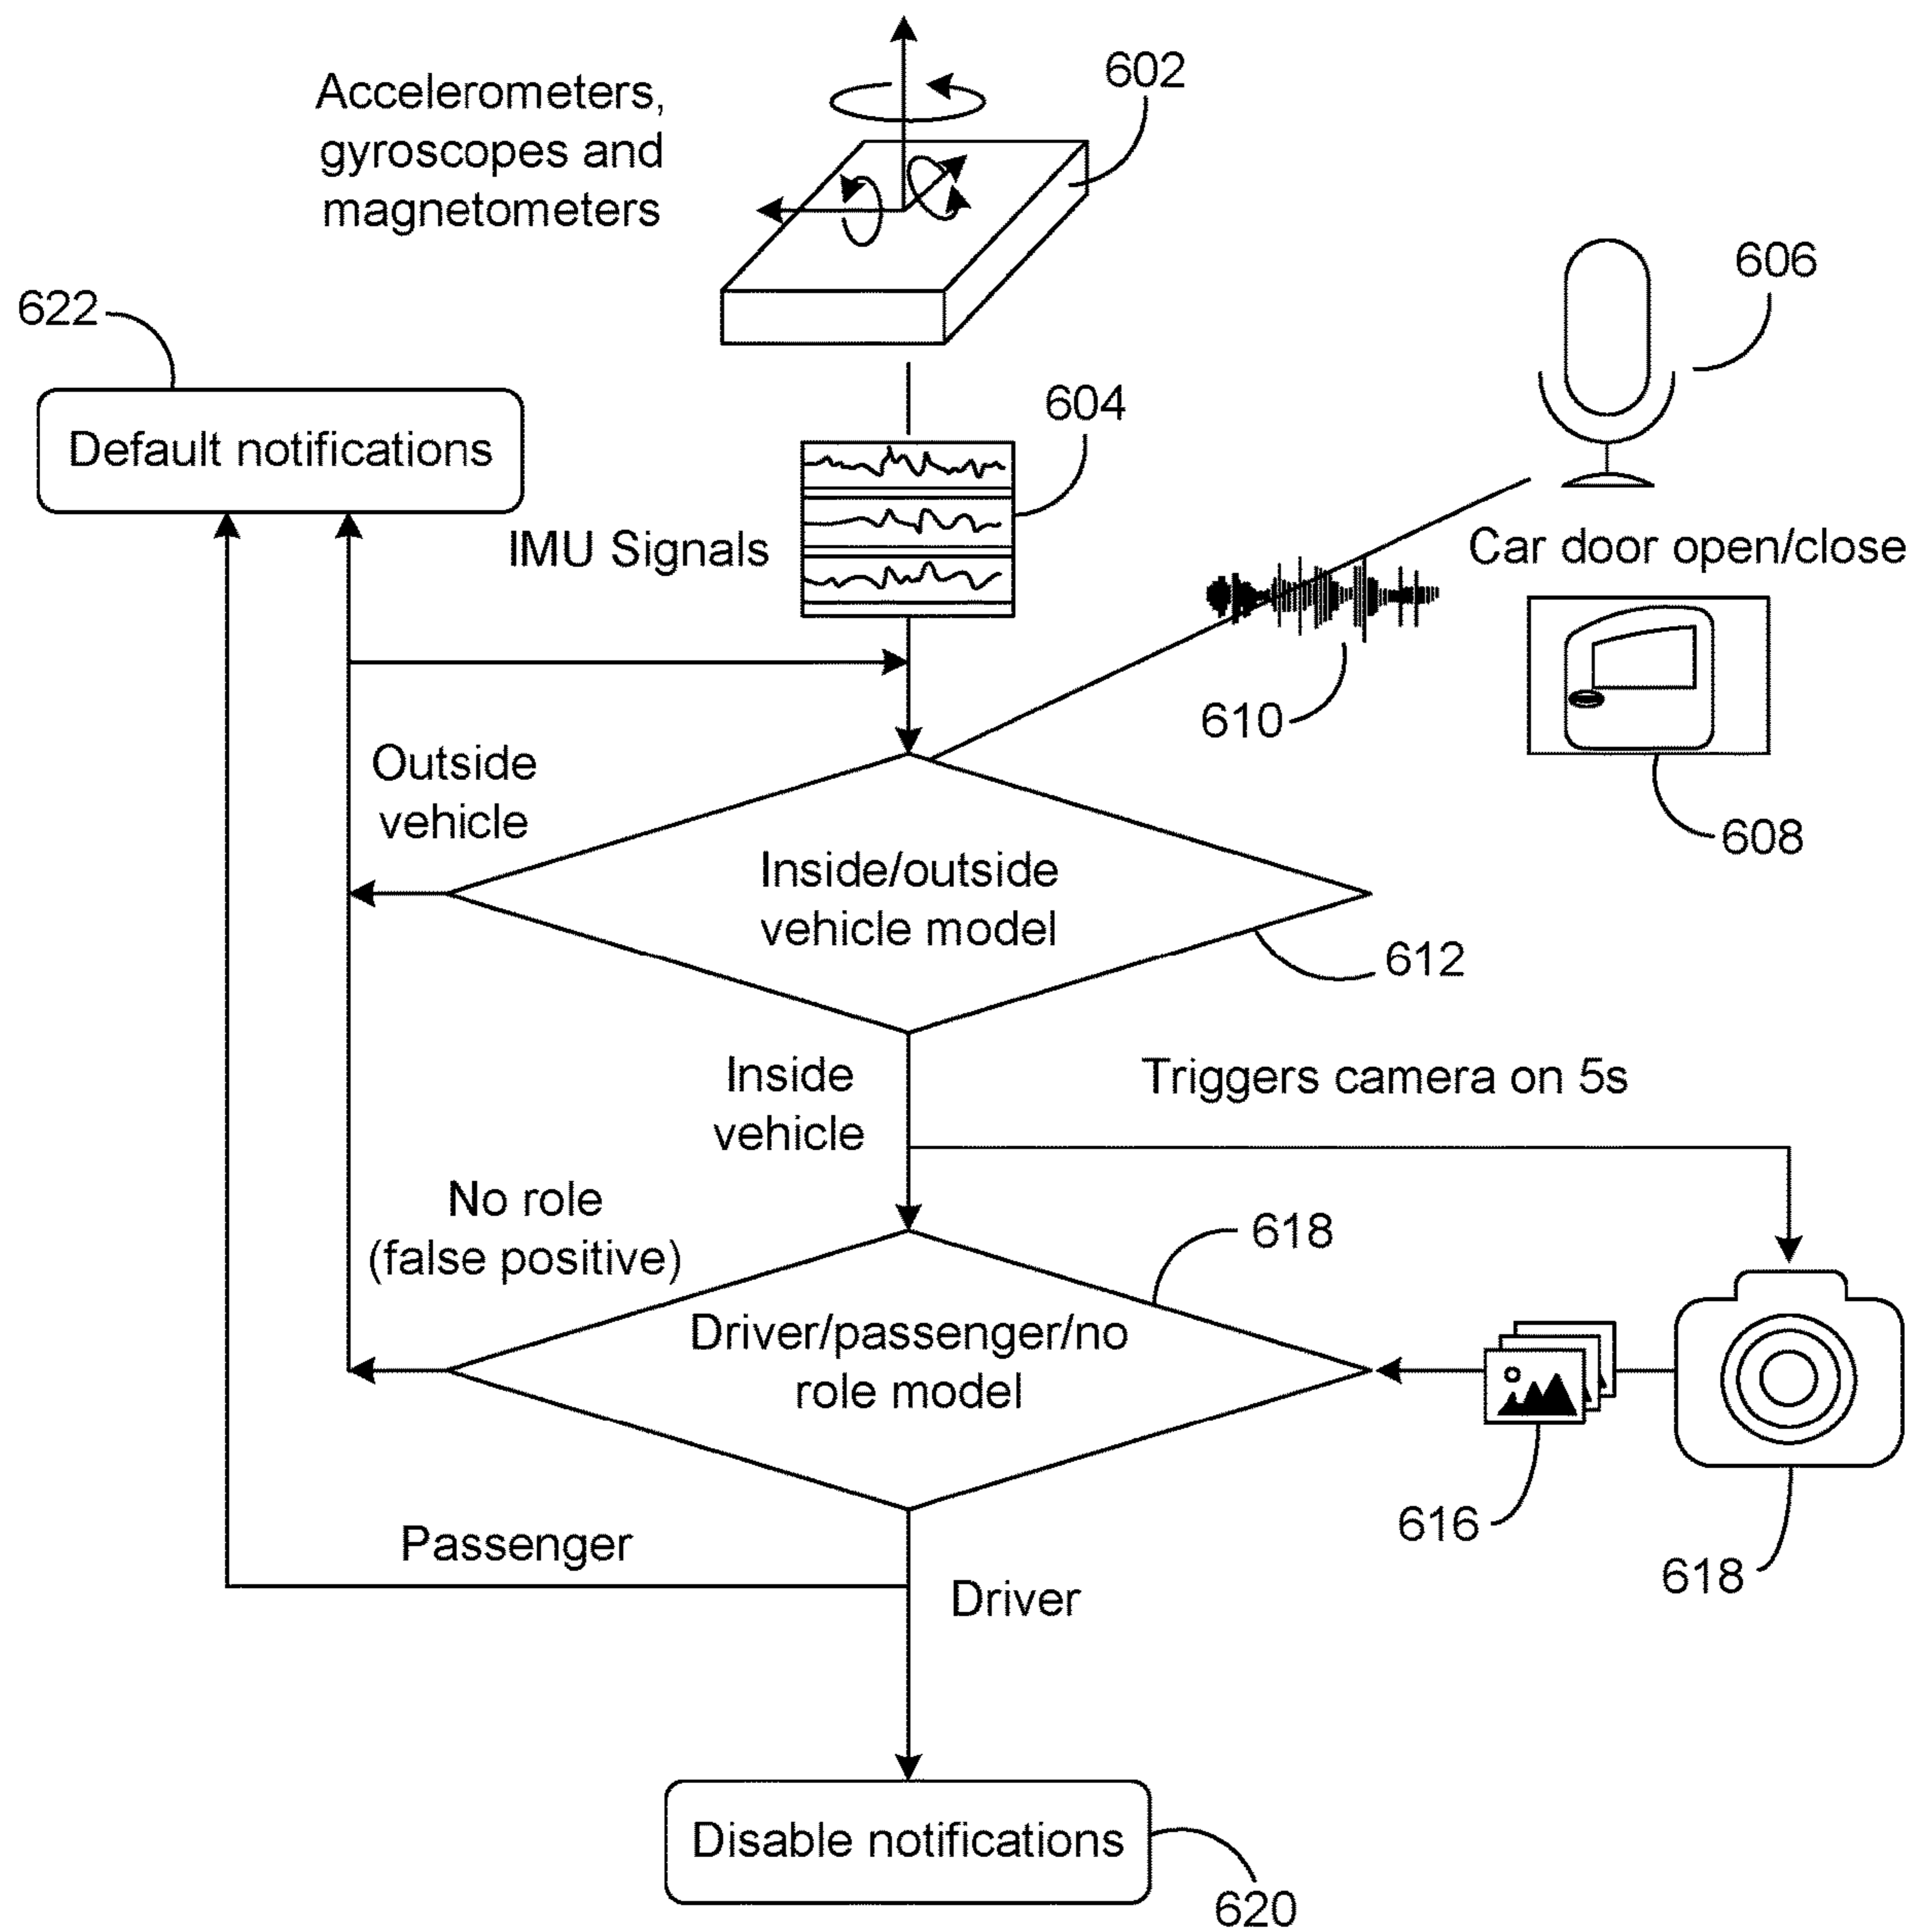 Accelerometers,
gyroscopes and
magnetometers
602
606
622
Default notifications
604
IMU Signals
Car door open/close
610
608
Outside
vehicle
Inside/outside
vehicle model
612
Inside
vehicle
Triggers camera on 5s
No role
(false positive)
618
Driver/passenger/no
role model
616
618
Passenger
Driver
Disable notifications
620